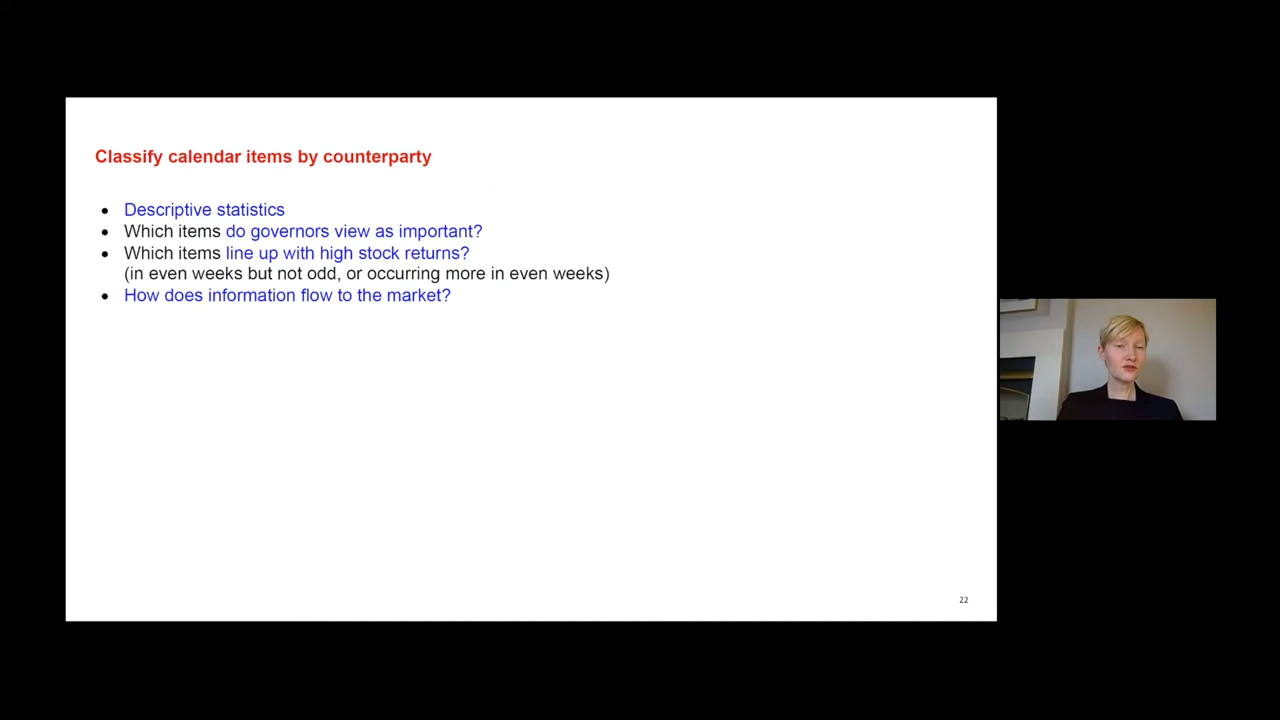 Classify calendar items by counterparty
• Descriptive statistics
• Which items do governors view as important?
• Which items line up with high stock returns?
(in even weeks but not odd, or occurring more in even weeks)
• How does information flow to the market?
22